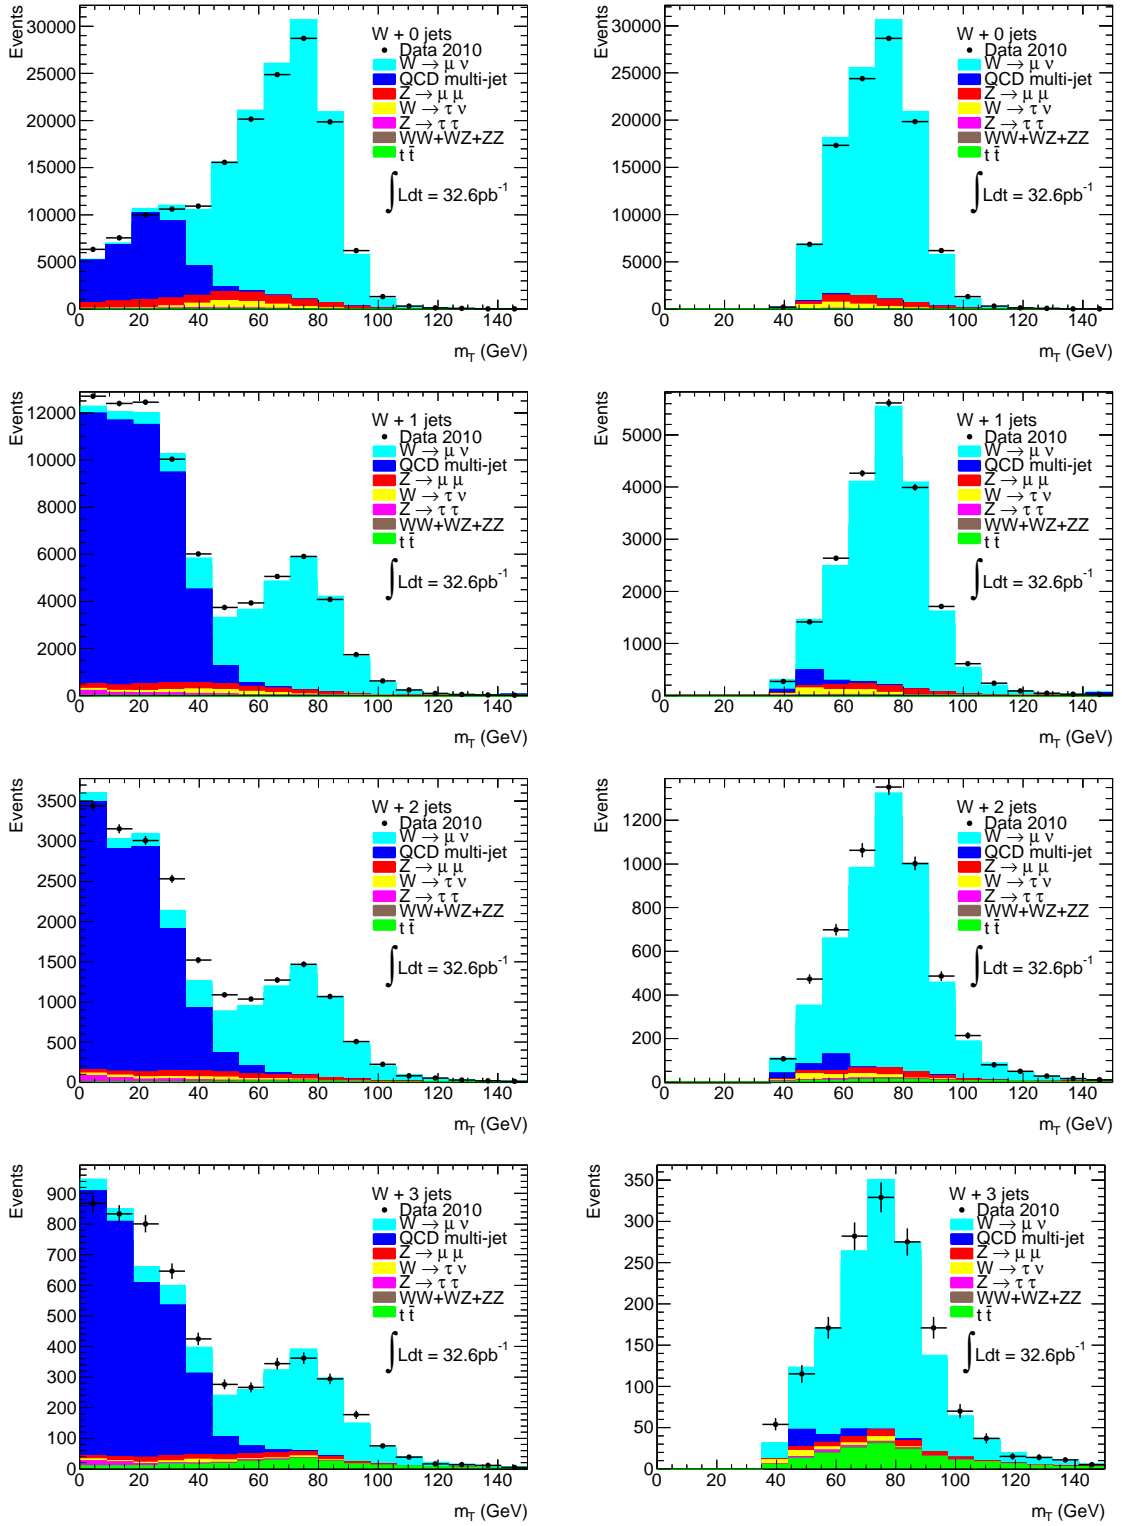 Events
30000
25000
20000
15000
10000
5000
0
W + 0 jets
Data 2010
W → μ ν
QCD multi-jet
Z → μ μ
W → τ ν
Z → τ τ
WW+WZ+ZZ
t t̄
∫ Ldt = 32.6pb⁻¹
0 20 40 60 80 100 120 140
m_T (GeV)
Events
30000
25000
20000
15000
10000
5000
0
W + 0 jets
Data 2010
W → μ ν
QCD multi-jet
Z → μ μ
W → τ ν
Z → τ τ
WW+WZ+ZZ
t t̄
∫ Ldt = 32.6pb⁻¹
0 20 40 60 80 100 120 140
m_T (GeV)
Events
12000
10000
8000
6000
4000
2000
0
W + 1 jets
Data 2010
W → μ ν
QCD multi-jet
Z → μ μ
W → τ ν
Z → τ τ
WW+WZ+ZZ
t t̄
∫ Ldt = 32.6pb⁻¹
0 20 40 60 80 100 120 140
m_T (GeV)
Events
5000
4000
3000
2000
1000
0
W + 1 jets
Data 2010
W → μ ν
QCD multi-jet
Z → μ μ
W → τ ν
Z → τ τ
WW+WZ+ZZ
t t̄
∫ Ldt = 32.6pb⁻¹
0 20 40 60 80 100 120 140
m_T (GeV)
Events
3500
3000
2500
2000
1500
1000
500
0
W + 2 jets
Data 2010
W → μ ν
QCD multi-jet
Z → μ μ
W → τ ν
Z → τ τ
WW+WZ+ZZ
t t̄
∫ Ldt = 32.6pb⁻¹
0 20 40 60 80 100 120 140
m_T (GeV)
Events
1200
1000
800
600
400
200
0
W + 2 jets
Data 2010
W → μ ν
QCD multi-jet
Z → μ μ
W → τ ν
Z → τ τ
WW+WZ+ZZ
t t̄
∫ Ldt = 32.6pb⁻¹
0 20 40 60 80 100 120 140
m_T (GeV)
Events
900
800
700
600
500
400
300
200
100
0
W + 3 jets
Data 2010
W → μ ν
QCD multi-jet
Z → μ μ
W → τ ν
Z → τ τ
WW+WZ+ZZ
t t̄
∫ Ldt = 32.6pb⁻¹
0 20 40 60 80 100 120 140
m_T (GeV)
Events
350
300
250
200
150
100
50
0
W + 3 jets
Data 2010
W → μ ν
QCD multi-jet
Z → μ μ
W → τ ν
Z → τ τ
WW+WZ+ZZ
t t̄
∫ Ldt = 32.6pb⁻¹
0 20 40 60 80 100 120 140
m_T (GeV)